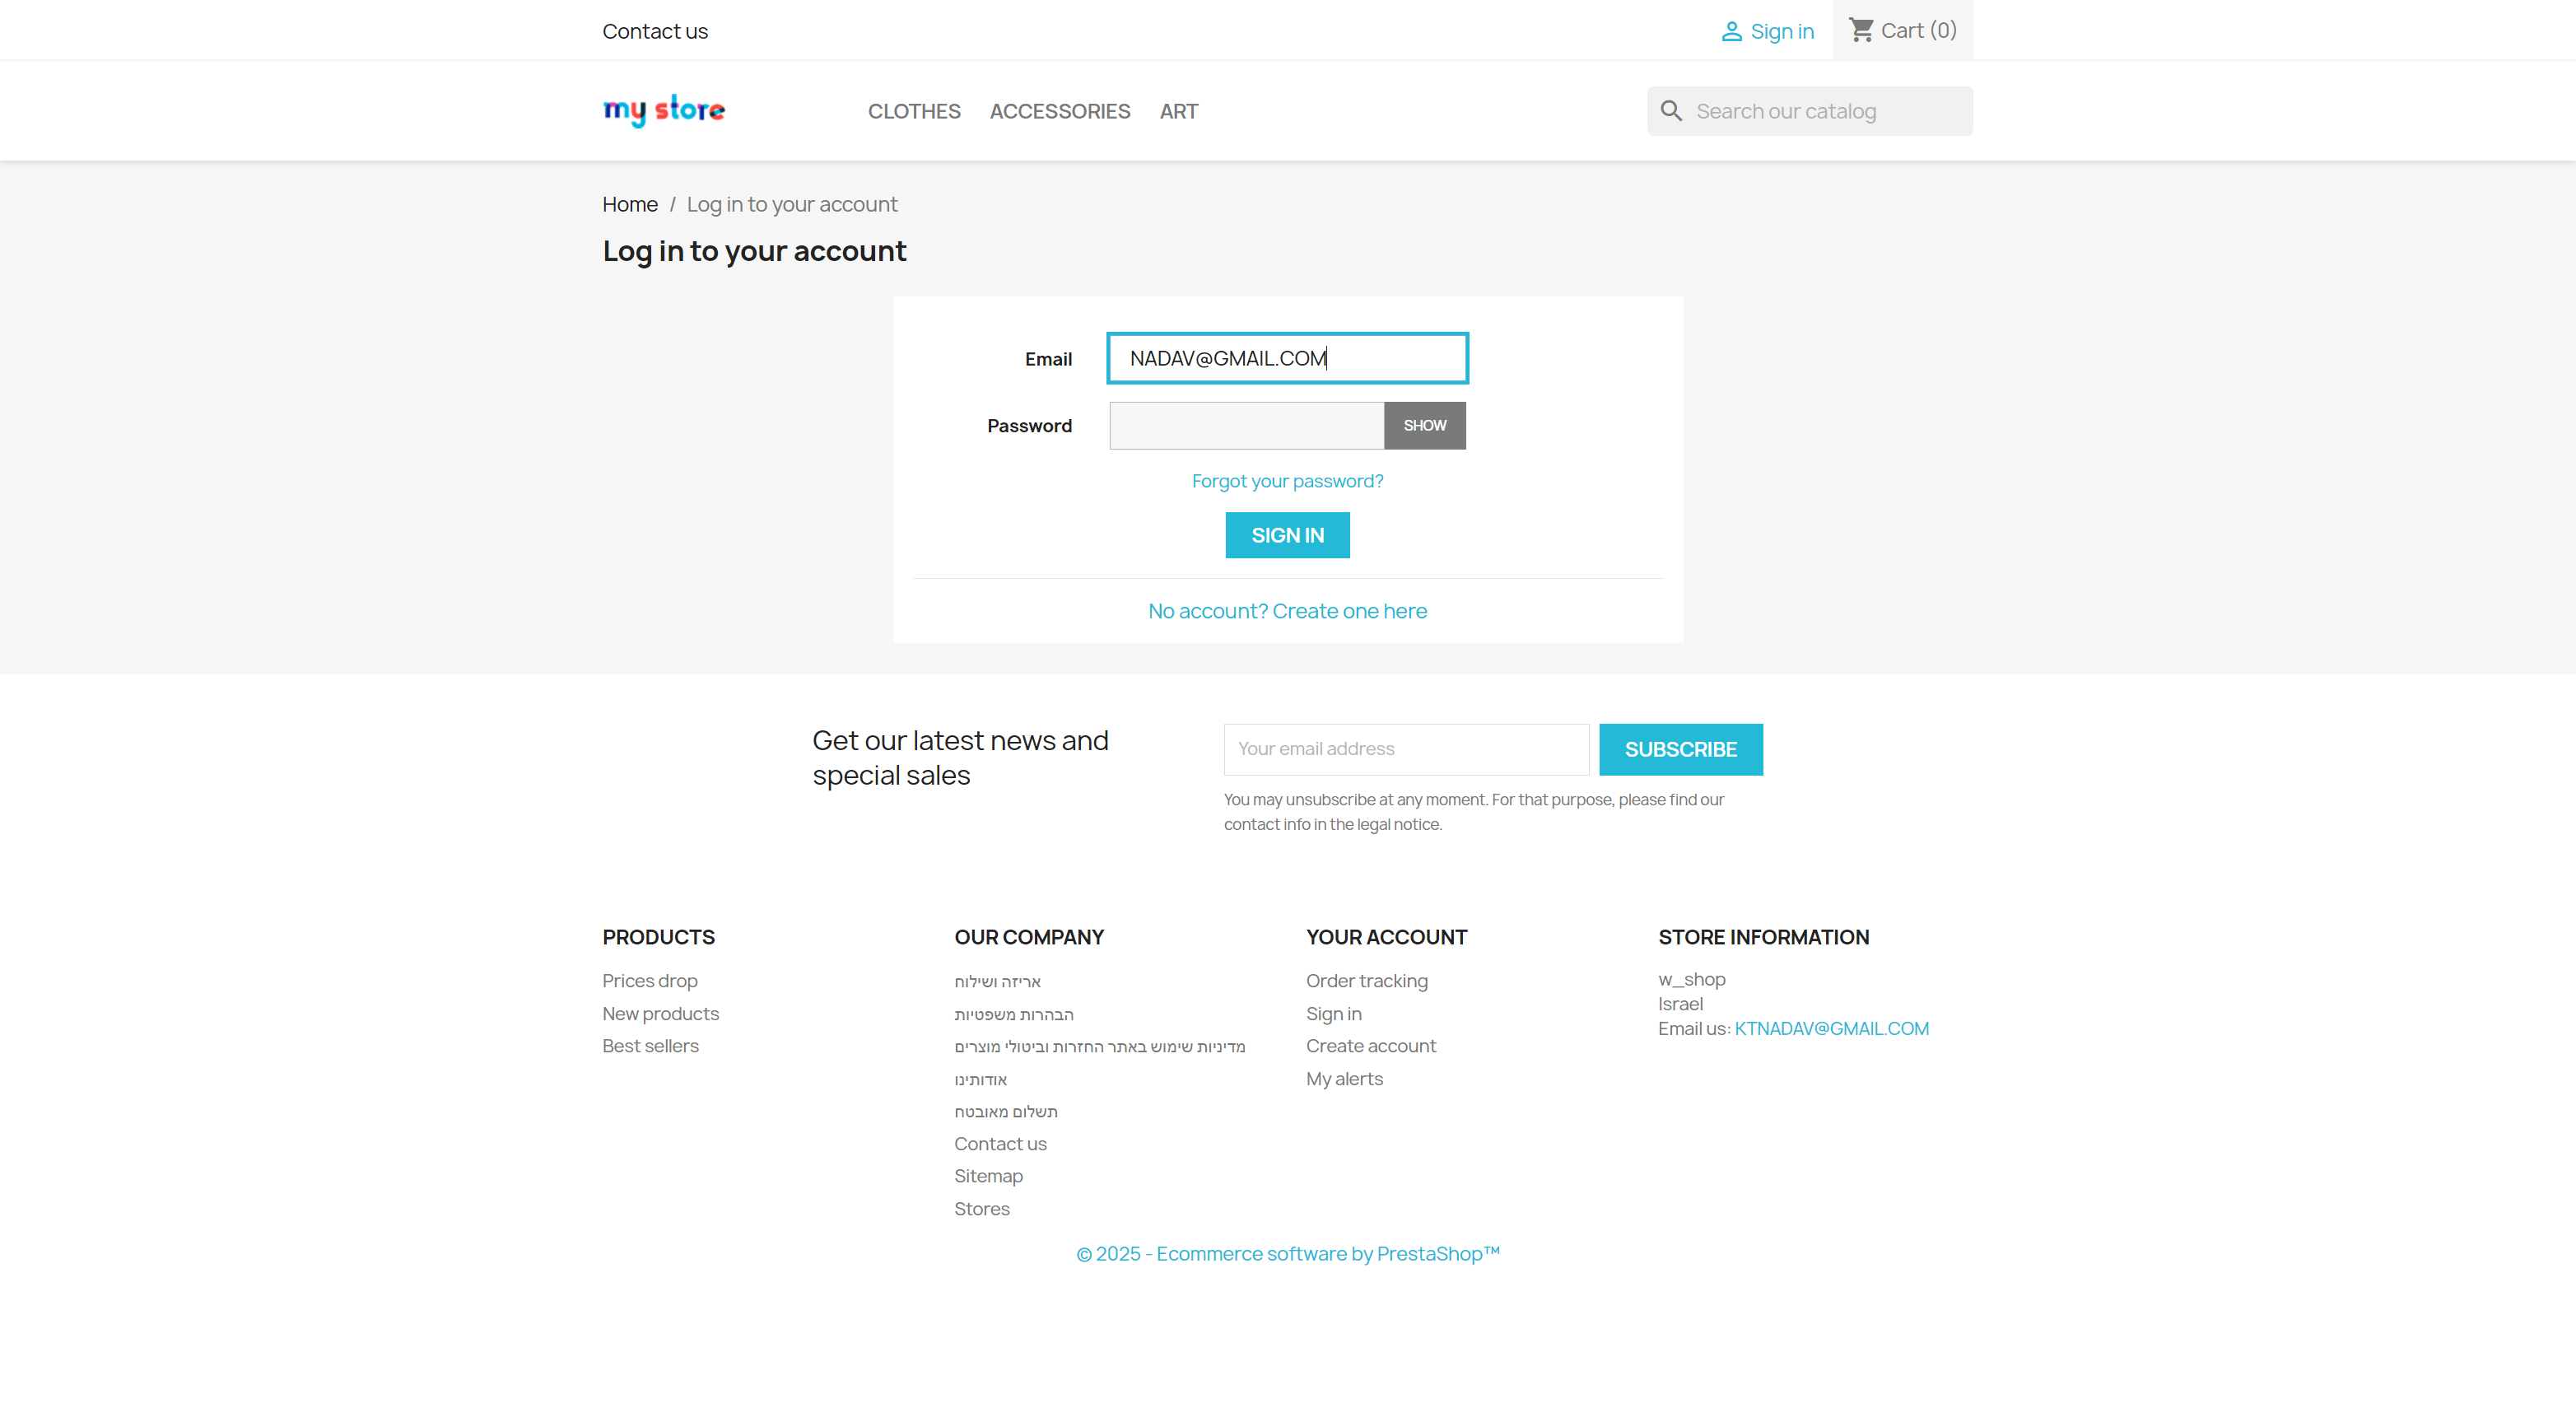 Contact us
Sign in
Cart (0)
my store
CLOTHES
ACCESSORIES
ART
Search our catalog
Home / Log in to your account
Log in to your account
Email
NADAV@GMAIL.COM
Password
SHOW
Forgot your password?
SIGN IN
No account? Create one here
Get our latest news and
special sales
Your email address
SUBSCRIBE
You may unsubscribe at any moment. For that purpose, please find our
contact info in the legal notice.
PRODUCTS
Prices drop
New products
Best sellers
OUR COMPANY
אריזה ושילוח
הבהרות משפטיות
מדיניות שימוש באתר החזרות וביטולי מוצרים
אודותינו
תשלום מאובטח
Contact us
Sitemap
Stores
YOUR ACCOUNT
Order tracking
Sign in
Create account
My alerts
STORE INFORMATION
w_shop
Israel
Email us: KTNADAV@GMAIL.COM
© 2025 - Ecommerce software by PrestaShop™